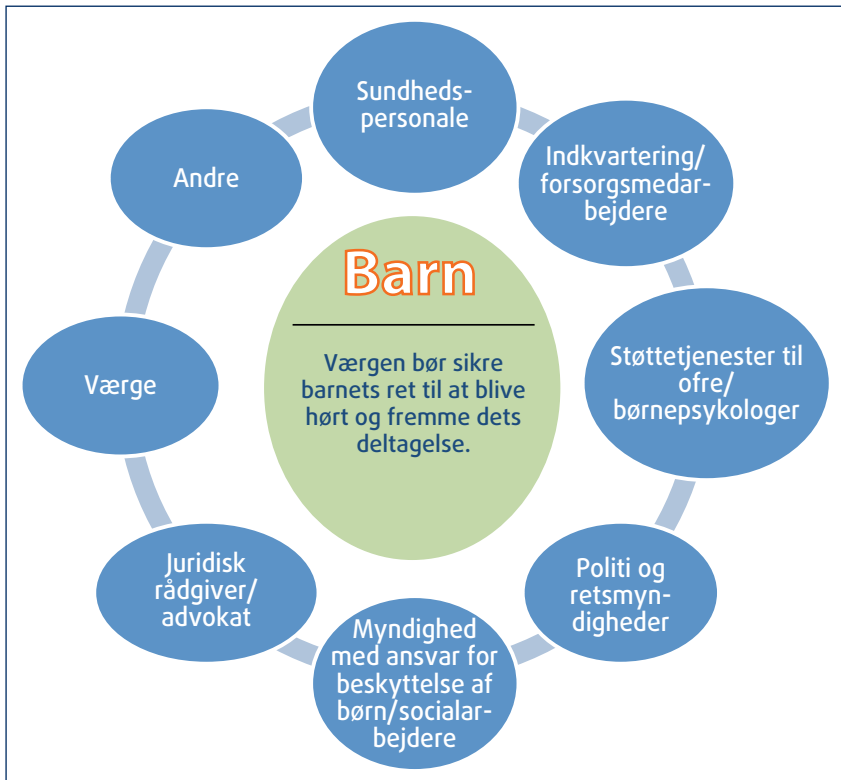 Sundheds-
personale
Indkvartering/
forsorgsmedar-
bejdere
Støttetjenester til
ofre/
børnepsykologer
Politi og
retsmyn-
digheder
Myndighed
med ansvar for
beskyttelse af
børn/socialar-
bejdere
Juridisk
rådgiver/
advokat
Værge
Andre
Barn
Værgen bør sikre
barnets ret til at blive
hørt og fremme dets
deltagelse.